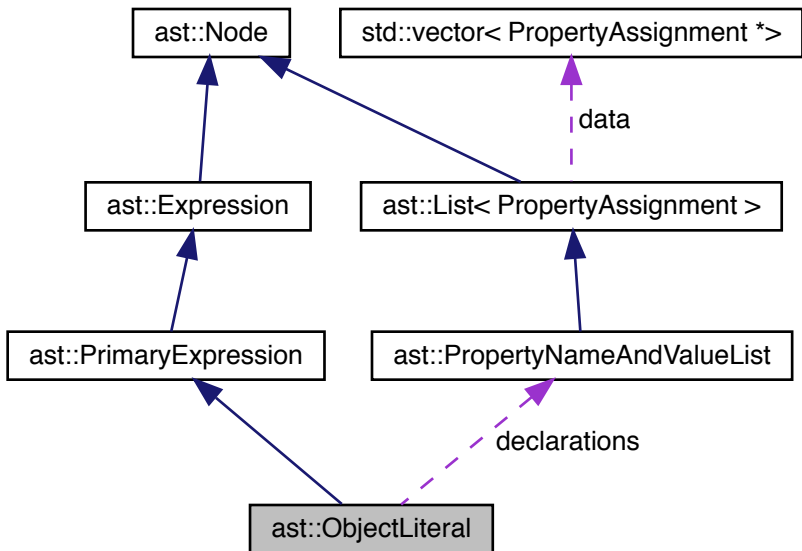 ast::Node
std::vector< PropertyAssignment *>
data
ast::Expression
ast::List< PropertyAssignment >
ast::PrimaryExpression
ast::PropertyNameAndValueList
declarations
ast::ObjectLiteral